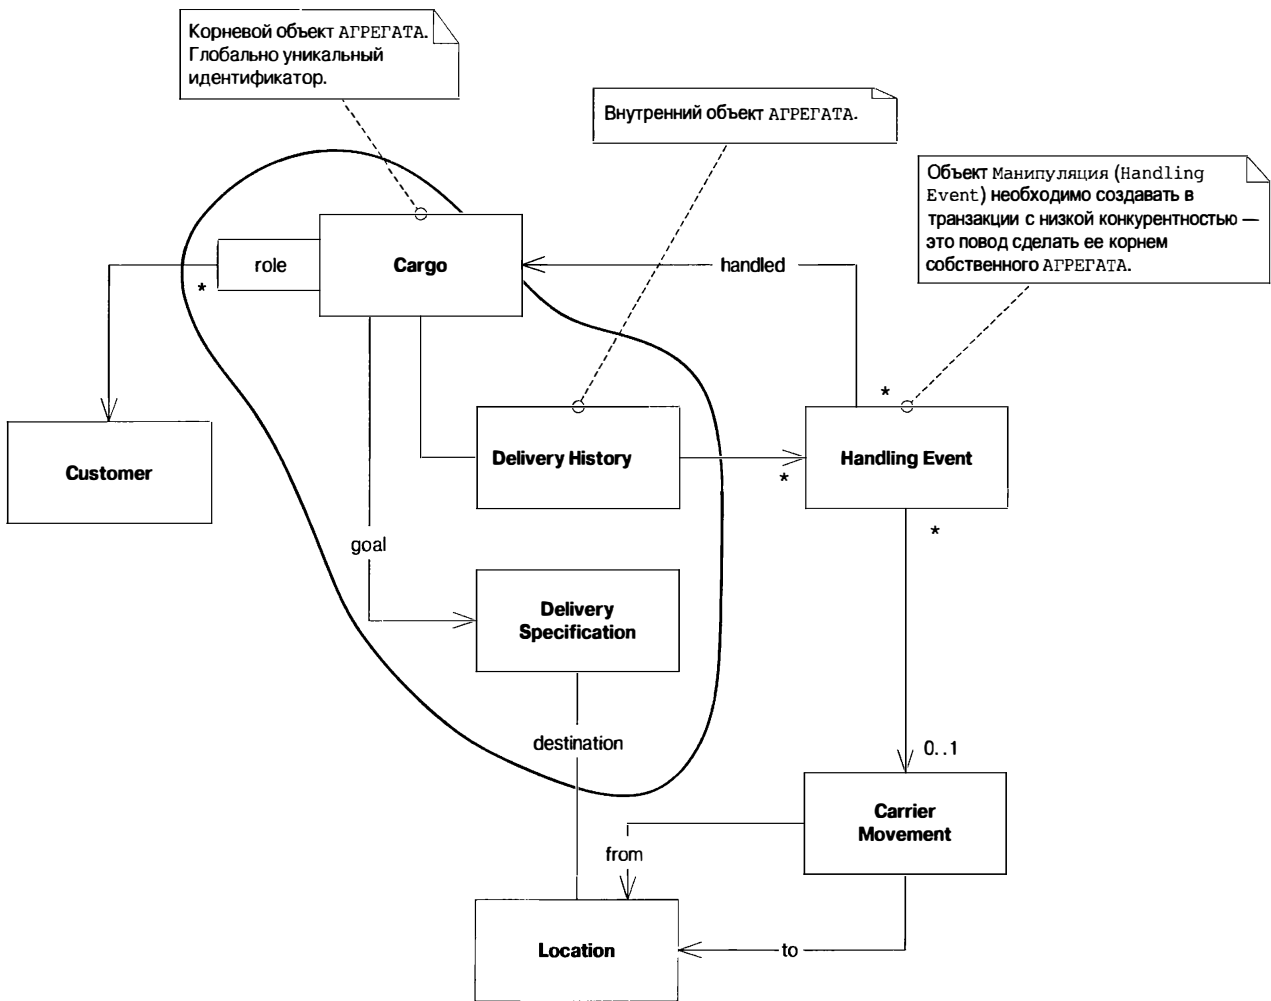 Корневой объект АГРЕГАТА.
Глобально уникальный
идентификатор.
Внутренний объект АГРЕГАТА.
Объект Манипуляция (Handling
Event) необходимо создавать в
транзакции с низкой конкурентностью —
это повод сделать ее корнем
собственного АГРЕГАТА.
role
*
Cargo
handled
Customer
Delivery History
*
*
Handling Event
*
goal
Delivery
Specification
destination
0..1
Carrier
Movement
from
Location
to